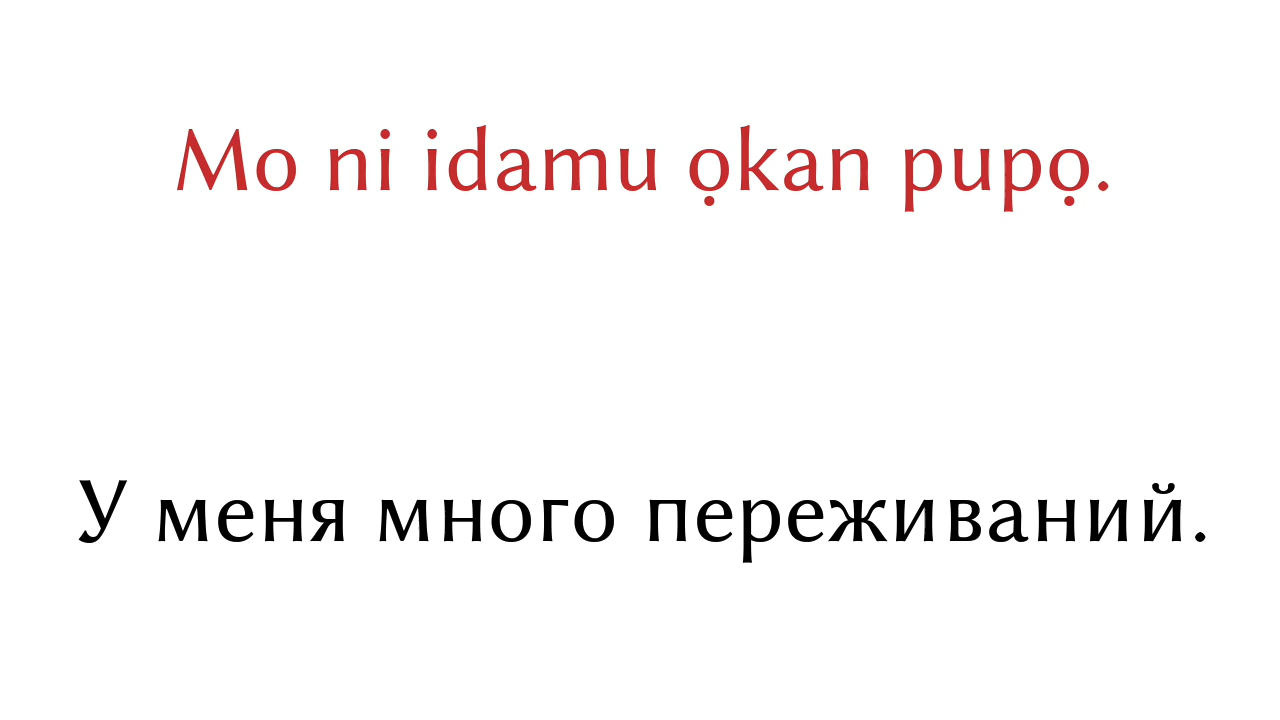 Mo ni idamu ọkan pupọ.
У меня много переживаний.